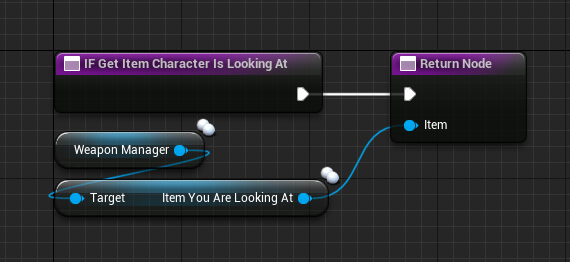 IF Get Item Character Is Looking At
Return Node
Item
Weapon Manager
Target Item You Are Looking At